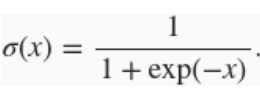 σ(x) = 1 / (1 + exp(−x)).